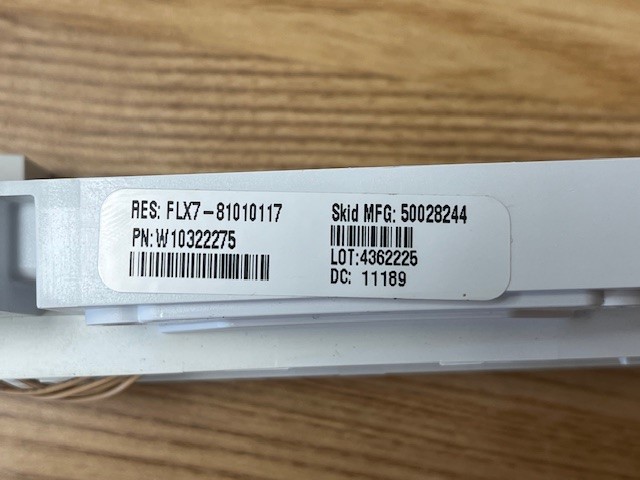 RES: FLX7-81010117
PN:W10322275
Skid MFG: 50028244
LOT:4362225
DC: 11189